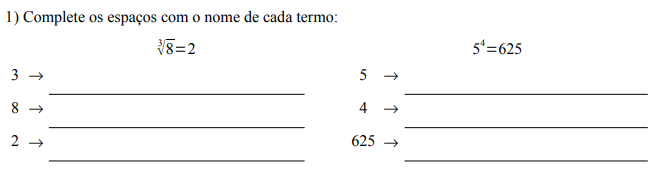 1) Complete os espaços com o nome de cada termo:
∛8=2 5⁴=625
3 → 5 →
8 → 4 →
2 → 625 →